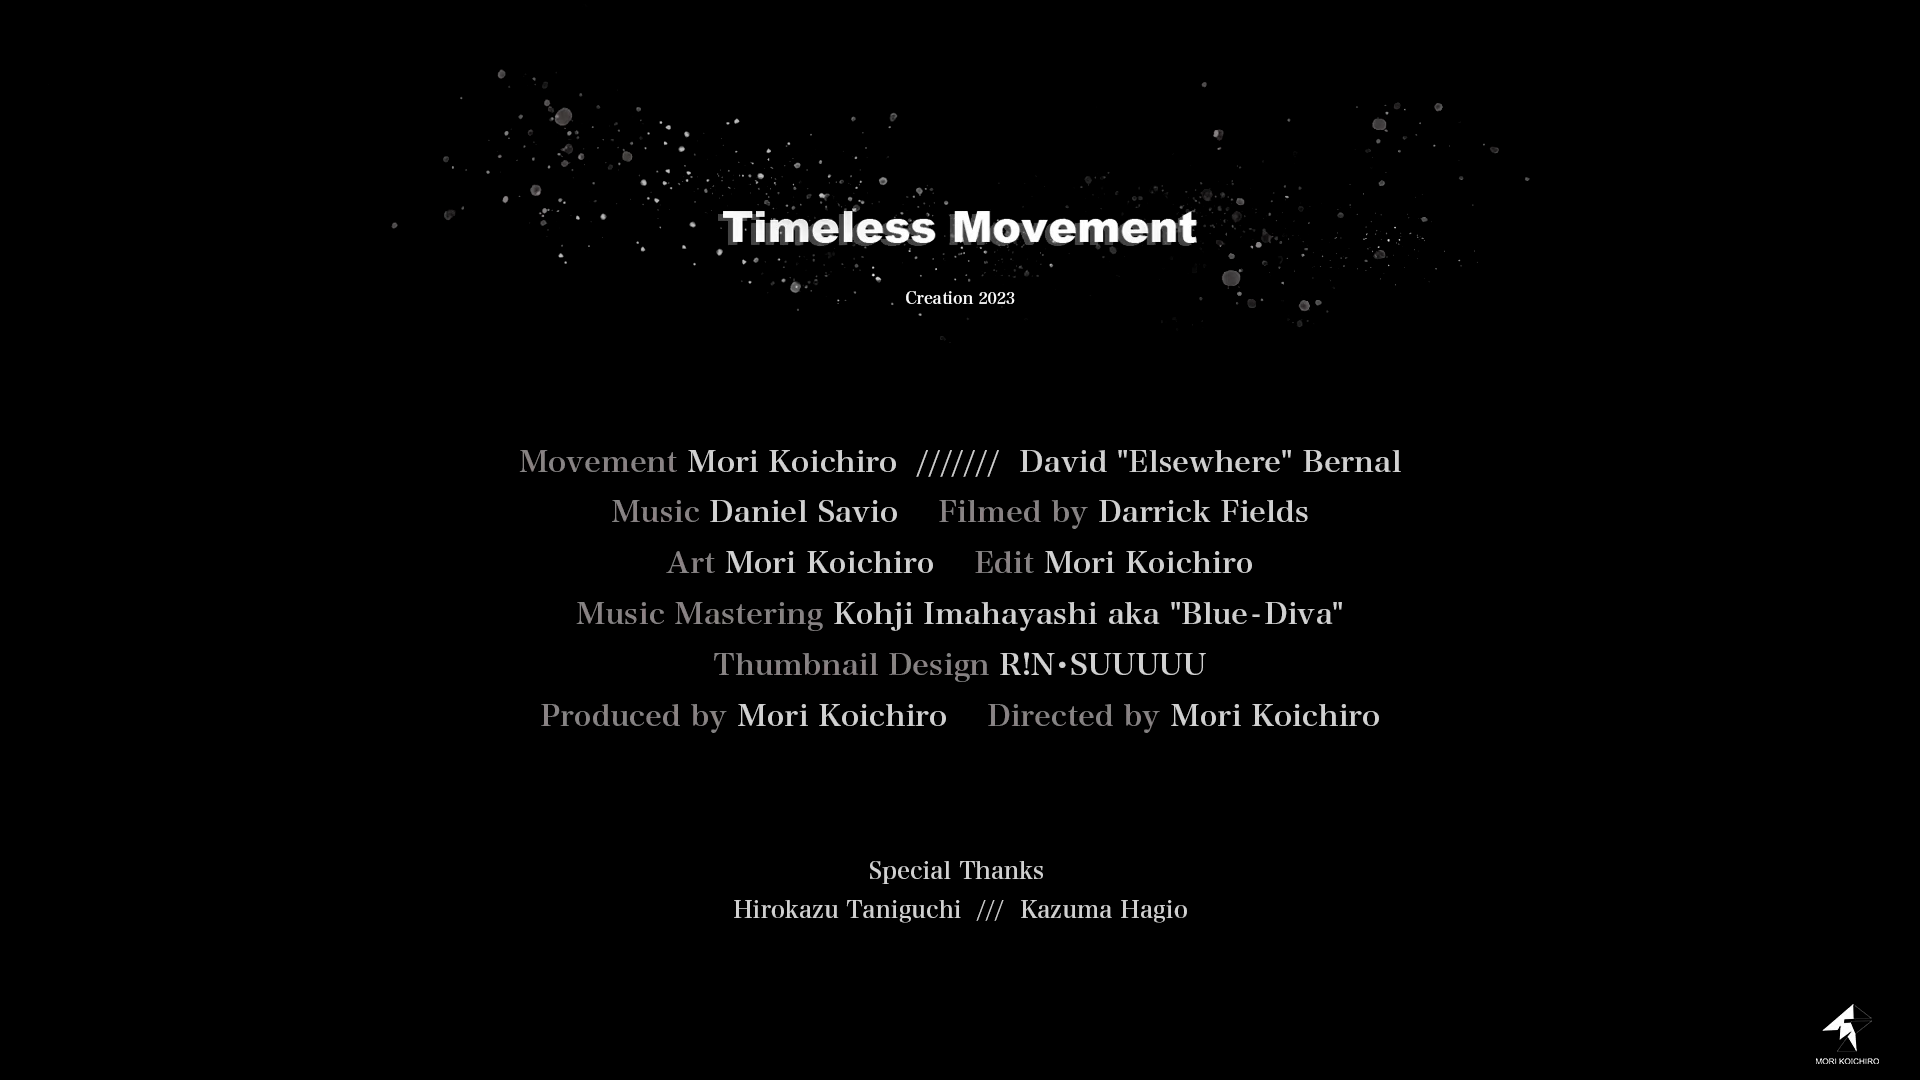 Timeless Movement
Creation 2023
Movement Mori Koichiro /////// David "Elsewhere" Bernal
Music Daniel Savio Filmed by Darrick Fields
Art Mori Koichiro Edit Mori Koichiro
Music Mastering Kohji Imahayashi aka "Blue-Diva"
Thumbnail Design R!N・SUUUUU
Produced by Mori Koichiro Directed by Mori Koichiro
Special Thanks
Hirokazu Taniguchi /// Kazuma Hagio
MORI KOICHIRO